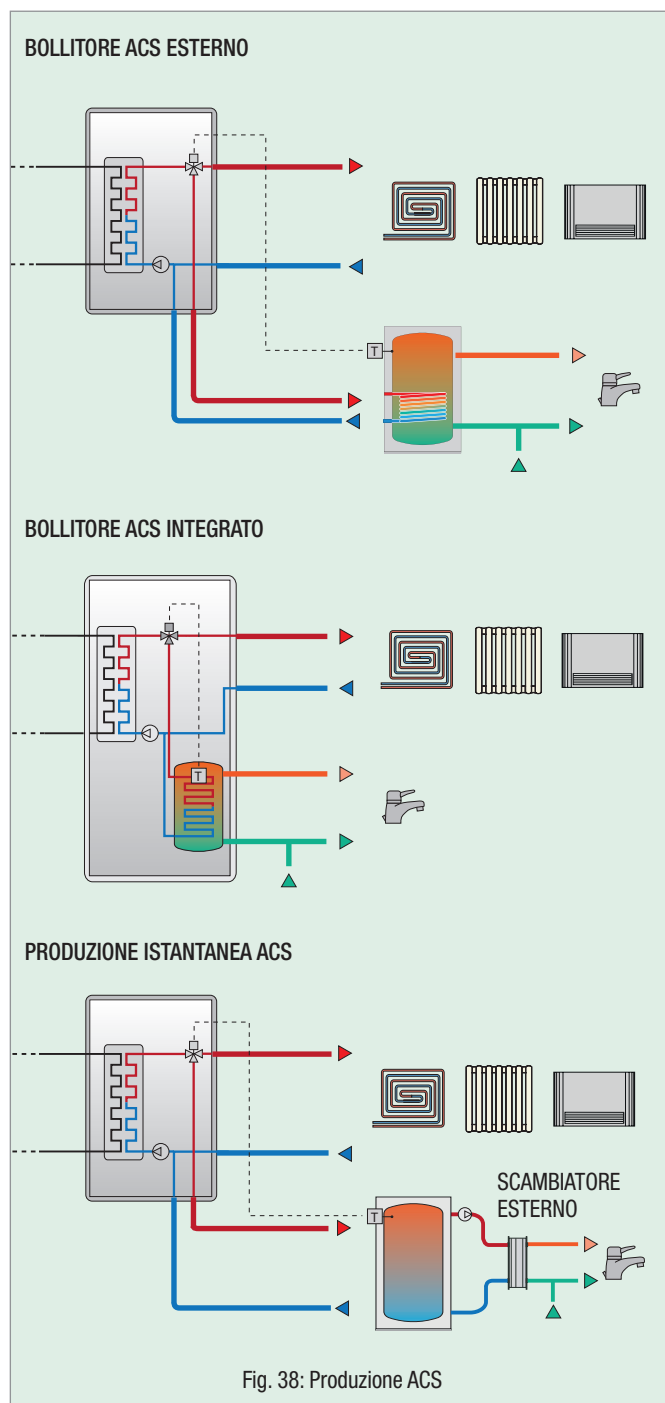 BOLLITORE ACS ESTERNO
T
BOLLITORE ACS INTEGRATO
T
PRODUZIONE ISTANTANEA ACS
SCAMBIATORE
ESTERNO
T
Fig. 38: Produzione ACS